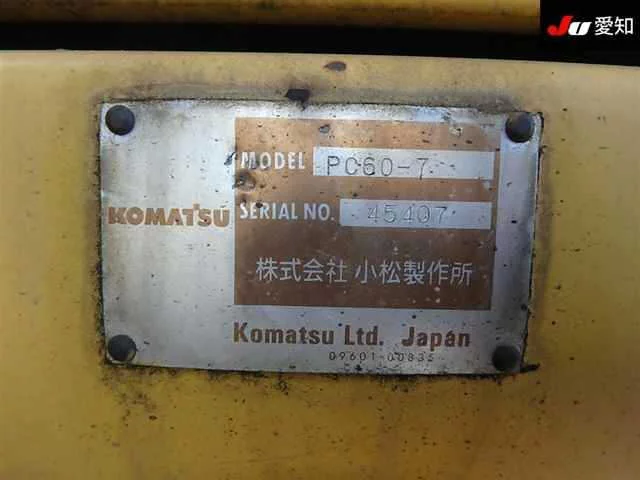 JU 愛知
MODEL PC60-7
KOMATSU
SERIAL NO. 45407
株式会社 小松製作所
Komatsu Ltd. Japan
09601-00835